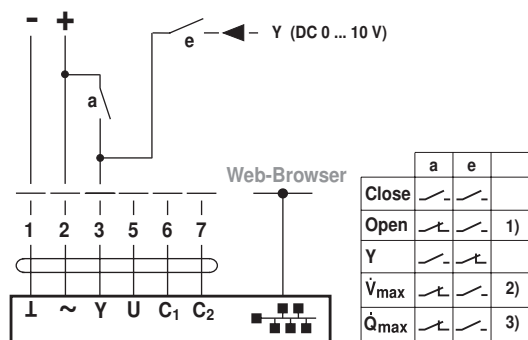 - +
e
Y (DC 0 ... 10 V)
a
Web-Browser
1 2 3 5 6 7
⊥ ~ Y U C1 C2
a e
Close
Open 1)
Y
V̇max 2)
Q̇max 3)